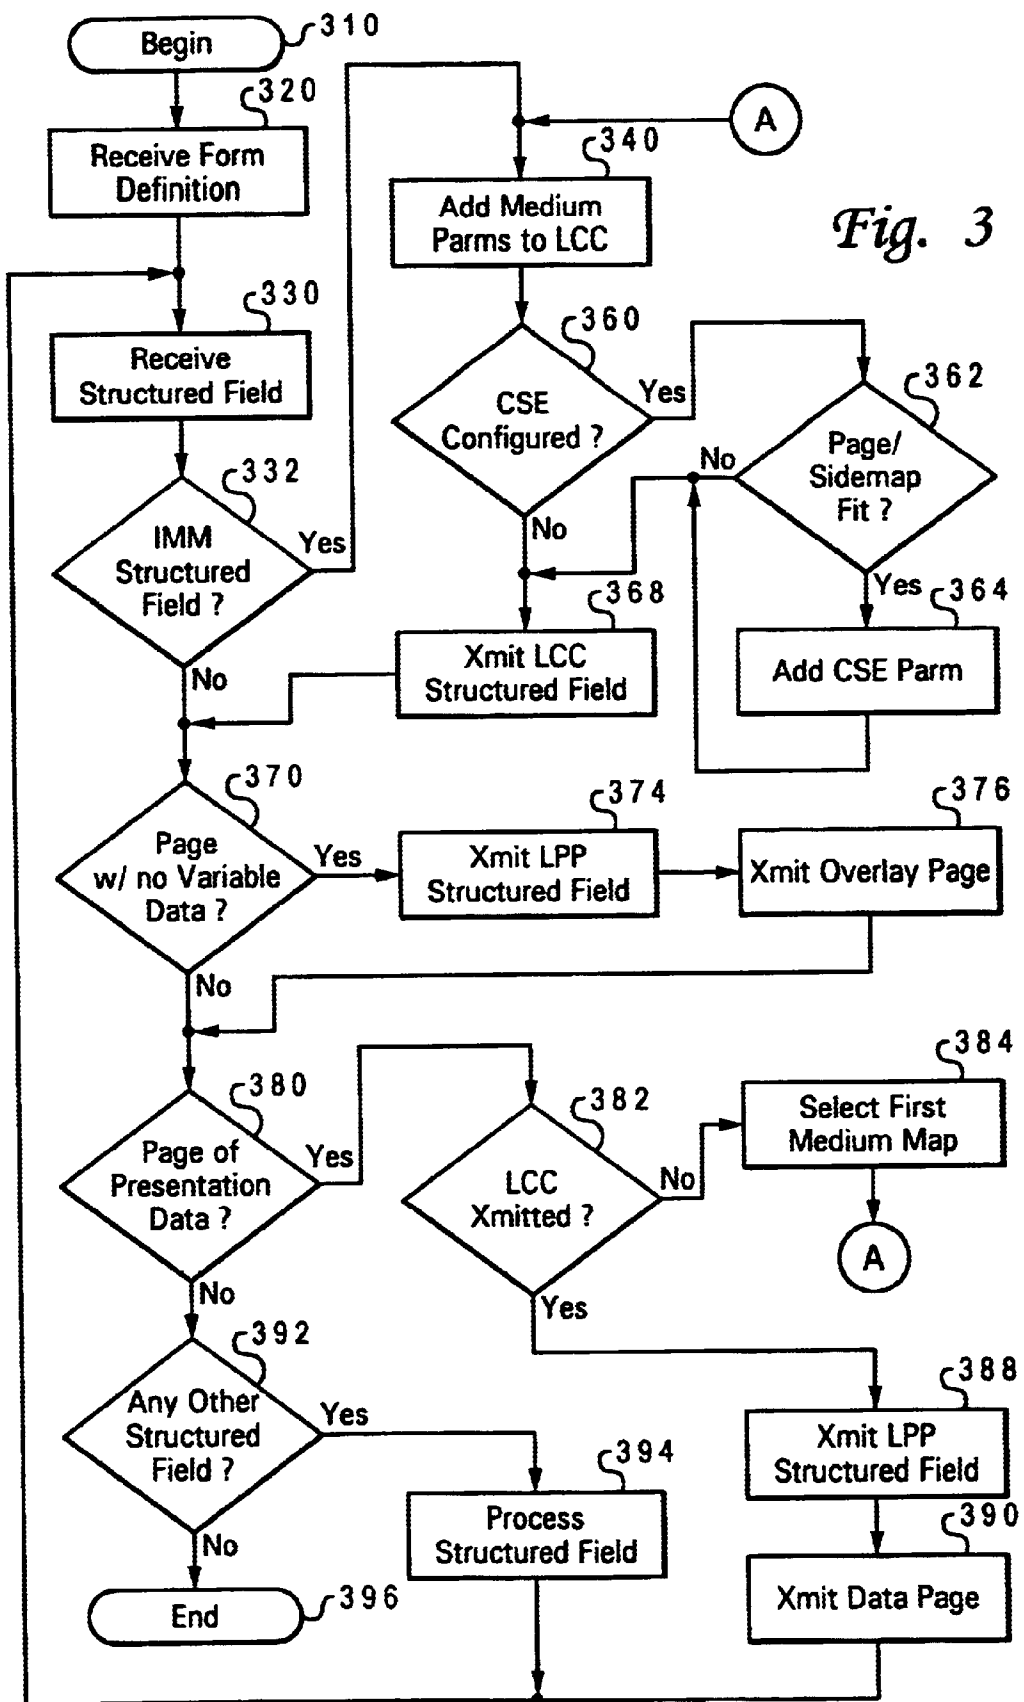 Begin
310
320
Receive Form
Definition
330
Receive
Structured Field
332
IMM
Structured
Field ?
Yes
No
A
340
Add Medium
Parms to LCC
Fig. 3
360
CSE
Configured ?
Yes
No
362
Page/
Sidemap
Fit ?
No
Yes
364
Add CSE Parm
368
Xmit LCC
Structured Field
370
Page
w/ no Variable
Data ?
Yes
No
374
Xmit LPP
Structured Field
376
Xmit Overlay Page
380
Page of
Presentation
Data ?
Yes
No
382
LCC
Xmitted ?
No
Yes
384
Select First
Medium Map
A
388
Xmit LPP
Structured Field
390
Xmit Data Page
392
Any Other
Structured
Field ?
Yes
No
394
Process
Structured Field
End
396